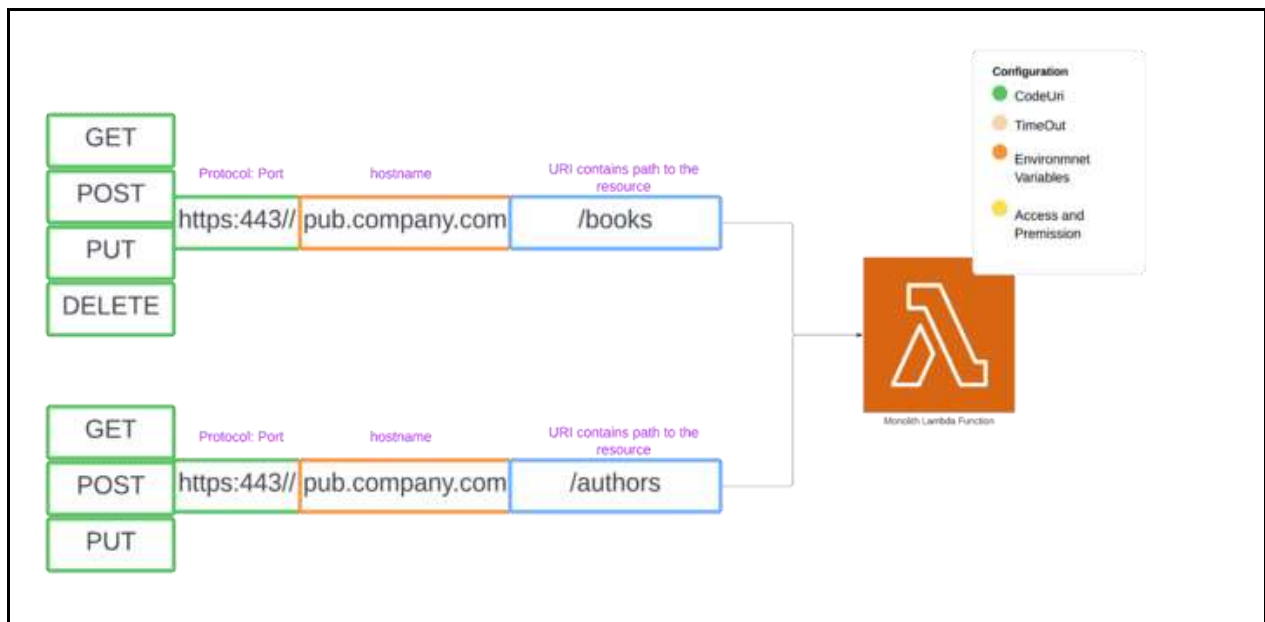 Configuration
CodeUri
TimeOut
Environmnet
Variables
Access and
Premission
GET
POST
PUT
DELETE
Protocol: Port
hostname
URI contains path to the
resource
https:443//
pub.company.com
/books
Monolith Lambda Function
GET
POST
PUT
Protocol: Port
hostname
URI contains path to the
resource
https:443//
pub.company.com
/authors